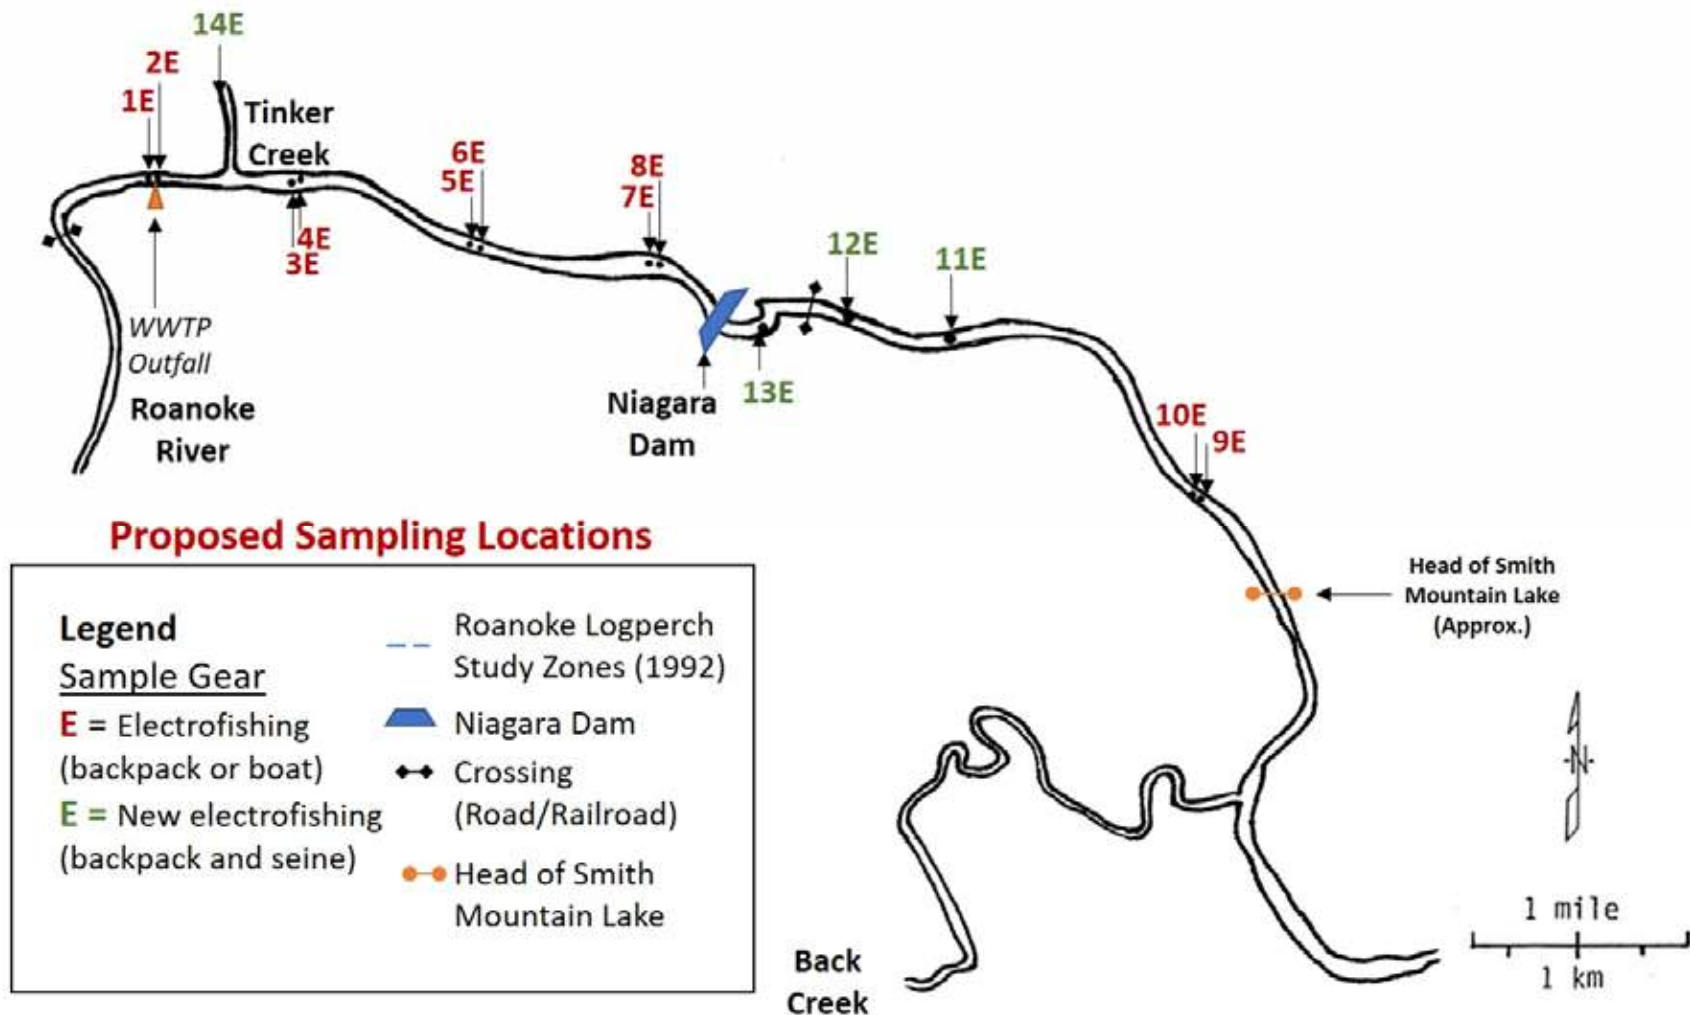 14E
2E
1E
Tinker
Creek
6E
5E
8E
7E
4E
3E
12E
11E
WWTP
Outfall
Roanoke
River
Niagara
Dam
13E
10E
9E
Head of Smith
Mountain Lake
(Approx.)
Proposed Sampling Locations
Legend
Sample Gear
E = Electrofishing
(backpack or boat)
E = New electrofishing
(backpack and seine)
Roanoke Logperch
Study Zones (1992)
Niagara Dam
Crossing
(Road/Railroad)
Head of Smith
Mountain Lake
N
1 mile
1 km
Back
Creek